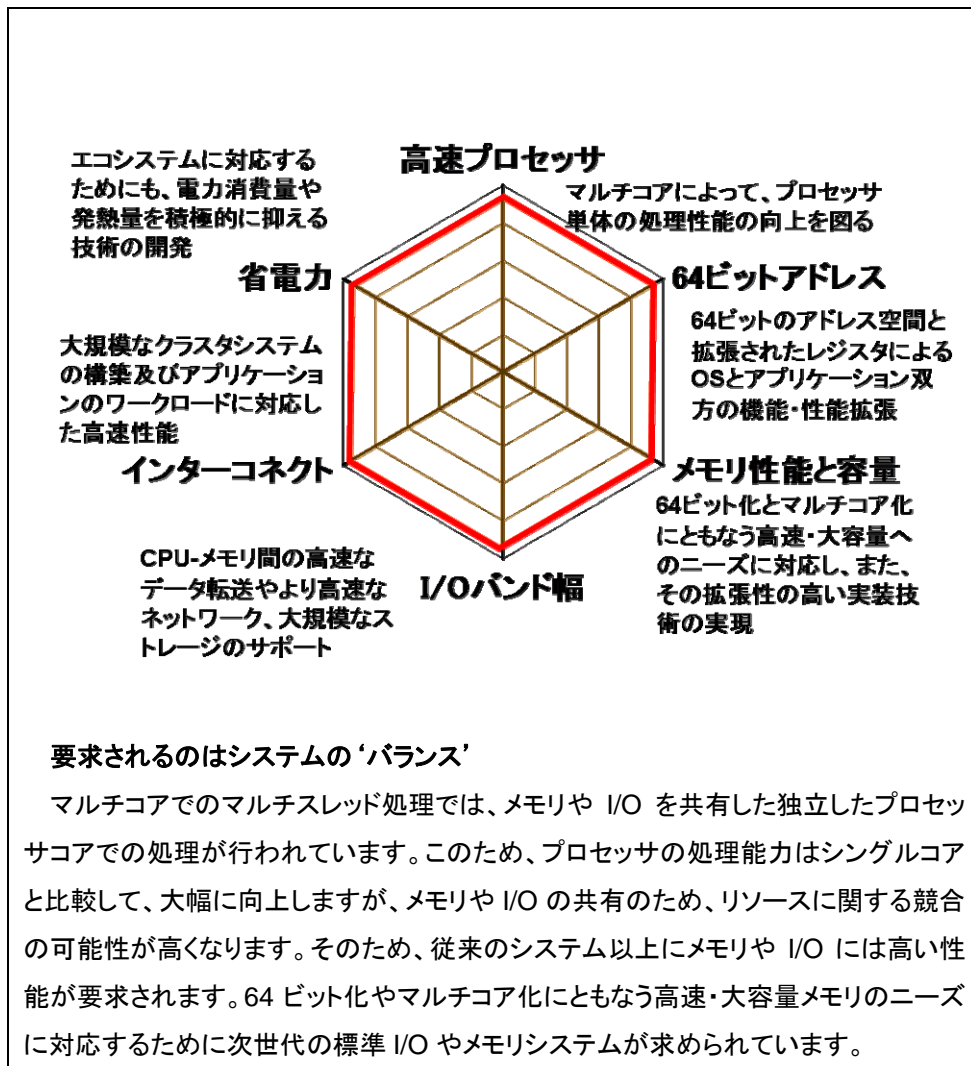 高速プロセッサ
マルチコアによって、プロセッサ
単体の処理性能の向上を図る
64ビットアドレス
64ビットのアドレス空間と
拡張されたレジスタによる
OSとアプリケーション双
方の機能・性能拡張
メモリ性能と容量
64ビット化とマルチコア化
にともなう高速・大容量へ
のニーズに対応し、また、
その拡張性の高い実装技
術の実現
I/Oバンド幅
CPU-メモリ間の高速な
データ転送やより高速な
ネットワーク、大規模なス
トレージのサポート
インターコネクト
大規模なクラスタシステム
の構築及びアプリケーショ
ンのワークロードに対応し
た高速性能
省電力
エコシステムに対応する
ためにも、電力消費量や
発熱量を積極的に抑える
技術の開発
要求されるのはシステムの‘バランス’
マルチコアでのマルチスレッド処理では、メモリや I/O を共有した独立したプロセッ
サコアでの処理が行われています。このため、プロセッサの処理能力はシングルコア
と比較して、大幅に向上しますが、メモリや I/O の共有のため、リソースに関する競合
の可能性が高くなります。そのため、従来のシステム以上にメモリや I/O には高い性
能が要求されます。64 ビット化やマルチコア化にともなう高速・大容量メモリのニーズ
に対応するために次世代の標準 I/O やメモリシステムが求められています。